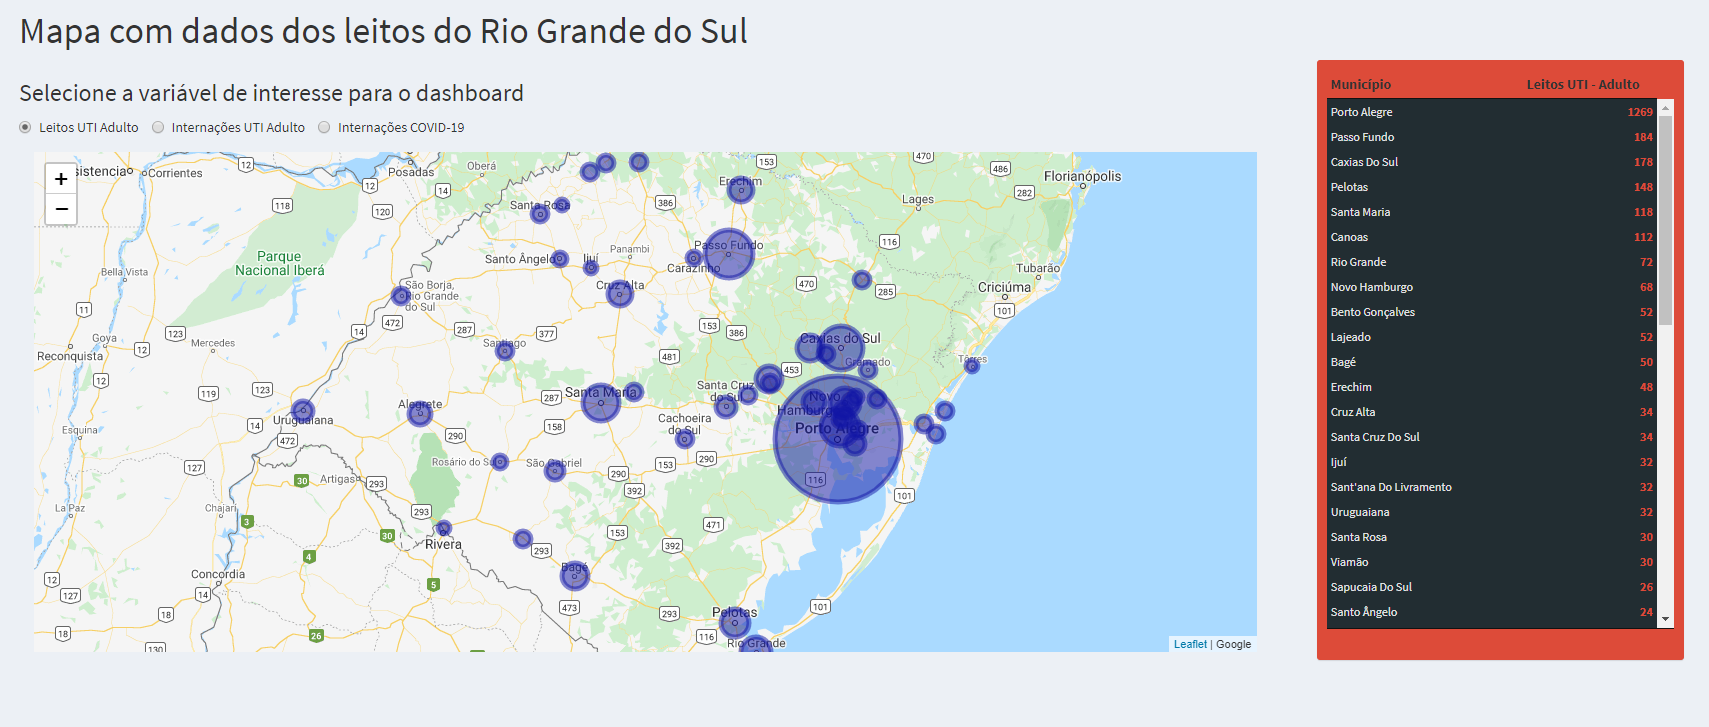 Mapa com dados dos leitos do Rio Grande do Sul
Selecione a variável de interesse para o dashboard
Leitos UTI Adulto Internações UTI Adulto Internações COVID-19
+
−
sistencia
Corrientes
Posadas
Oberá
Erechim
Florianópolis
Lages
Santa Rosa
Parque
Nacional Iberá
Bella Vista
Santo Ângelo
Ijuí
Panambi
Carazinho
Passo Fundo
Tubarão
Criciúma
São Borja,
Rio Grande
do Sul
Cruz Alta
Goya
Mercedes
Reconquista
Santiago
Caxias do Sul
Gramado
Torres
Santa Maria
Santa Cruz
do Sul
Novo
Hamburgo
Porto Alegre
Cachoeira
do Sul
Uruguaiana
Alegrete
Esquina
Rosário do Su
São Gabriel
Artigas
La Paz
Chajarí
Rivera
Concordia
Bagé
Pelotas
Rio Grande
12
14
118
120
12
386
153
470
486
282
116
470
285
101
11
123
12
14
472
287
377
153
386
481
453
12
119
123
14
472
287
158
290
153
290
290
392
116
101
127
30
293
293
3
30
4
5
293
153
392
471
12
127
14
18
18
26
130
473
293
116
101
Leaflet | Google
Município Leitos UTI - Adulto
Porto Alegre 1269
Passo Fundo 184
Caxias Do Sul 178
Pelotas 148
Santa Maria 118
Canoas 112
Rio Grande 72
Novo Hamburgo 68
Bento Gonçalves 52
Lajeado 52
Bagé 50
Erechim 48
Cruz Alta 34
Santa Cruz Do Sul 34
Ijuí 32
Sant'ana Do Livramento 32
Uruguaiana 32
Santa Rosa 30
Viamão 30
Sapucaia Do Sul 26
Santo Ângelo 24